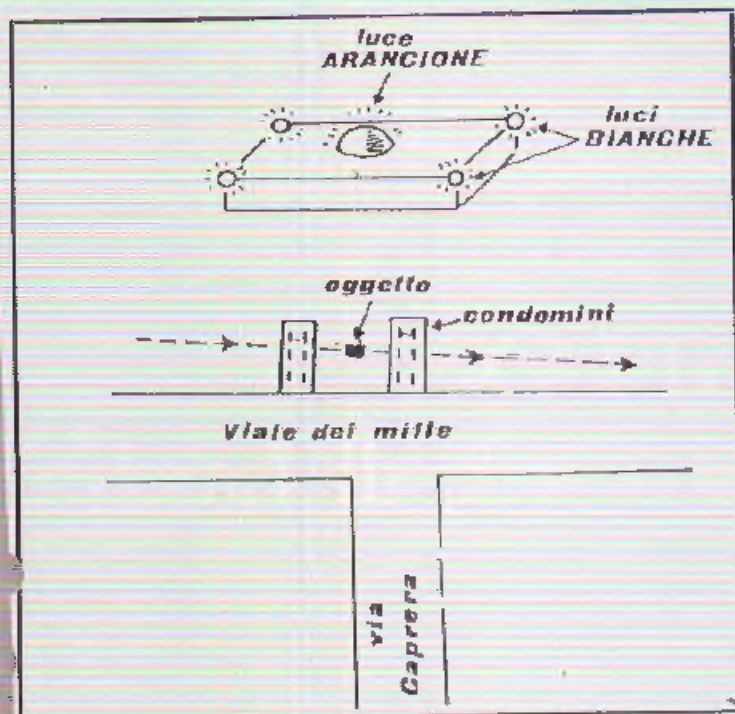 luce
ARANCIONE
luci
BIANCHE
oggetto
condomini
Viale dei mille
via
Caprera